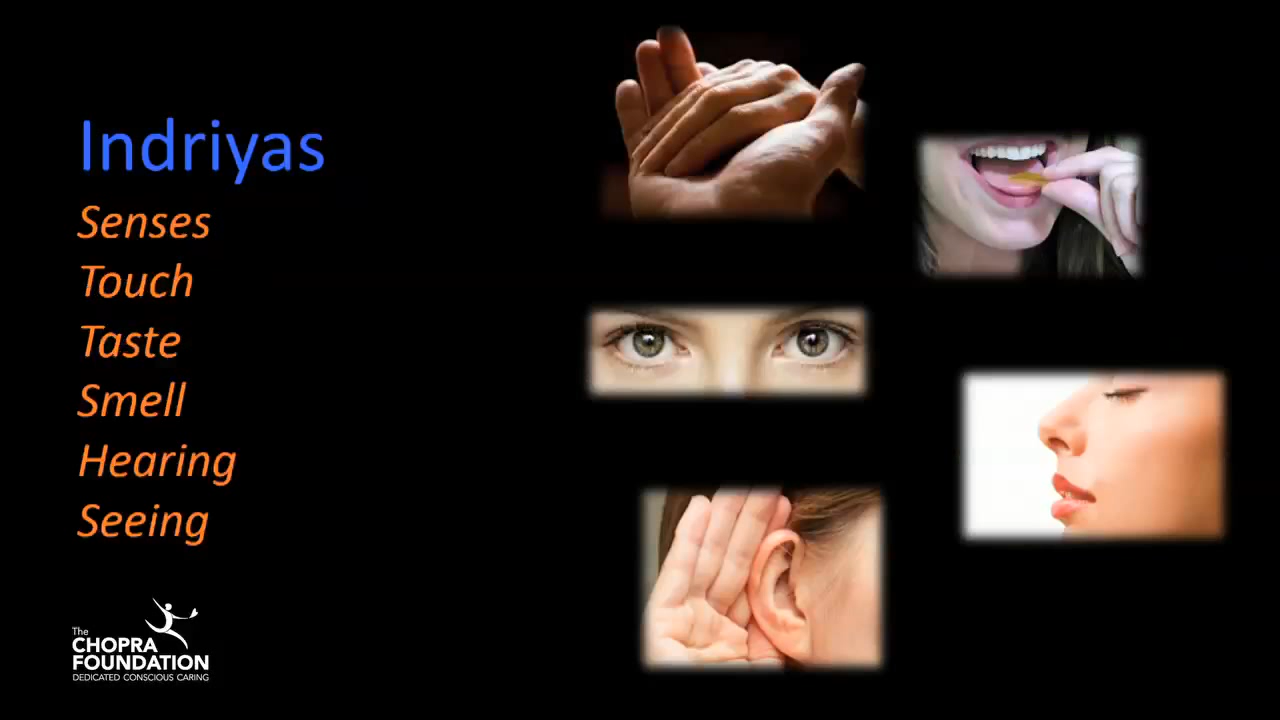 Indriyas
Senses
Touch
Taste
Smell
Hearing
Seeing
The
CHOPRA
FOUNDATION
DEDICATED CONSCIOUS CARING